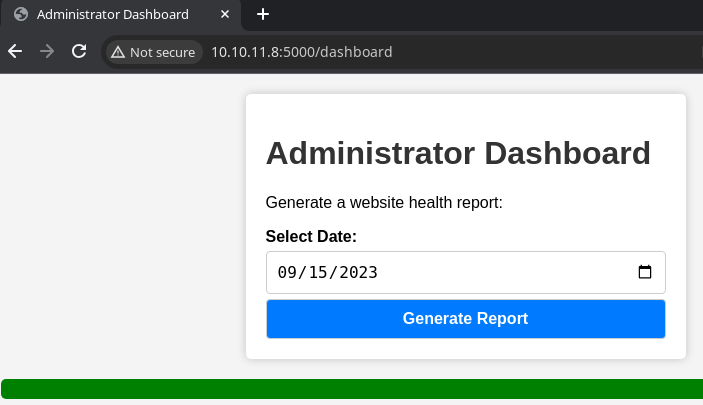 Administrator Dashboard
Not secure 10.10.11.8:5000/dashboard
Administrator Dashboard
Generate a website health report:
Select Date:
09/15/2023
Generate Report